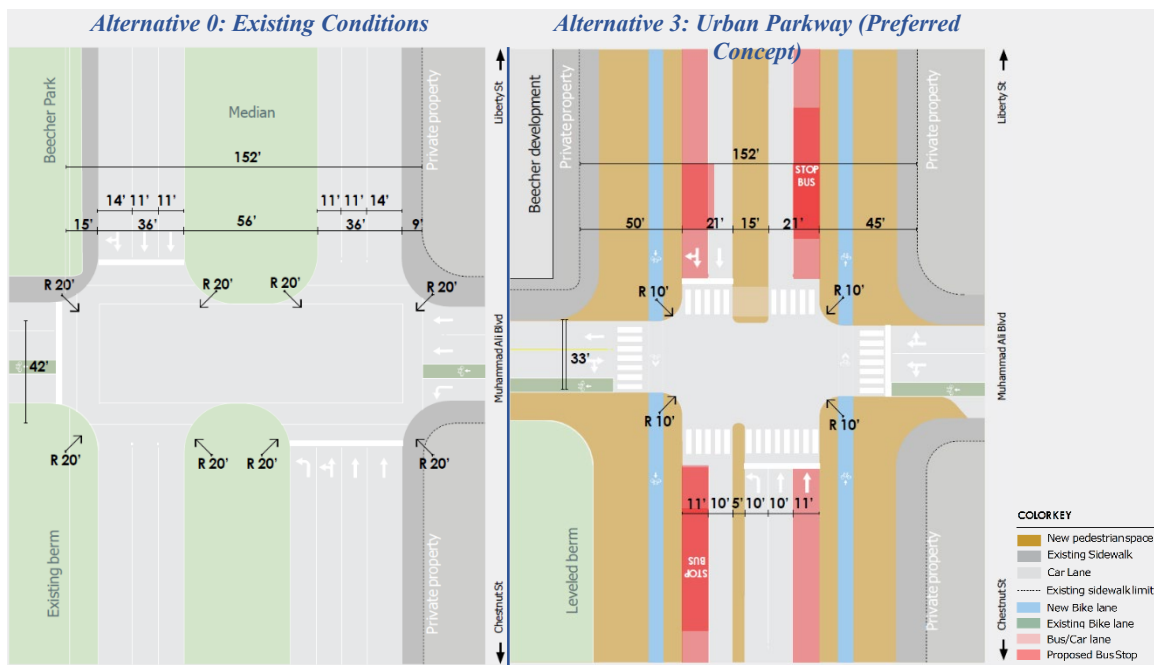 Alternative 0: Existing Conditions
Beecher Park
Median
Private property
Liberty St
152'
14' 11' 11'
11' 11' 14'
15' 36' 56' 36' 9'
R 20' R 20' R 20' R 20'
42'
Muhammad Ali Blvd
R 20' R 20' R 20' R 20'
Existing berm
Private property
Chestnut St
Alternative 3: Urban Parkway (Preferred
Concept)
Beecher development
Private property
Private property
Liberty St
152'
STOP
BUS
50' 21' 15' 21' 45'
R 10' R 10'
33'
Muhammad Ali Blvd
R 10' R 10'
11' 10' 5' 10' 10' 11'
STOP
BUS
Leveled berm
Private property
Chestnut St
COLORKEY
New pedestrian space
Existing Sidewalk
Car Lane
Existing sidewalk limit
New Bike lane
Existing Bike lane
Bus/Car lane
Proposed Bus Stop